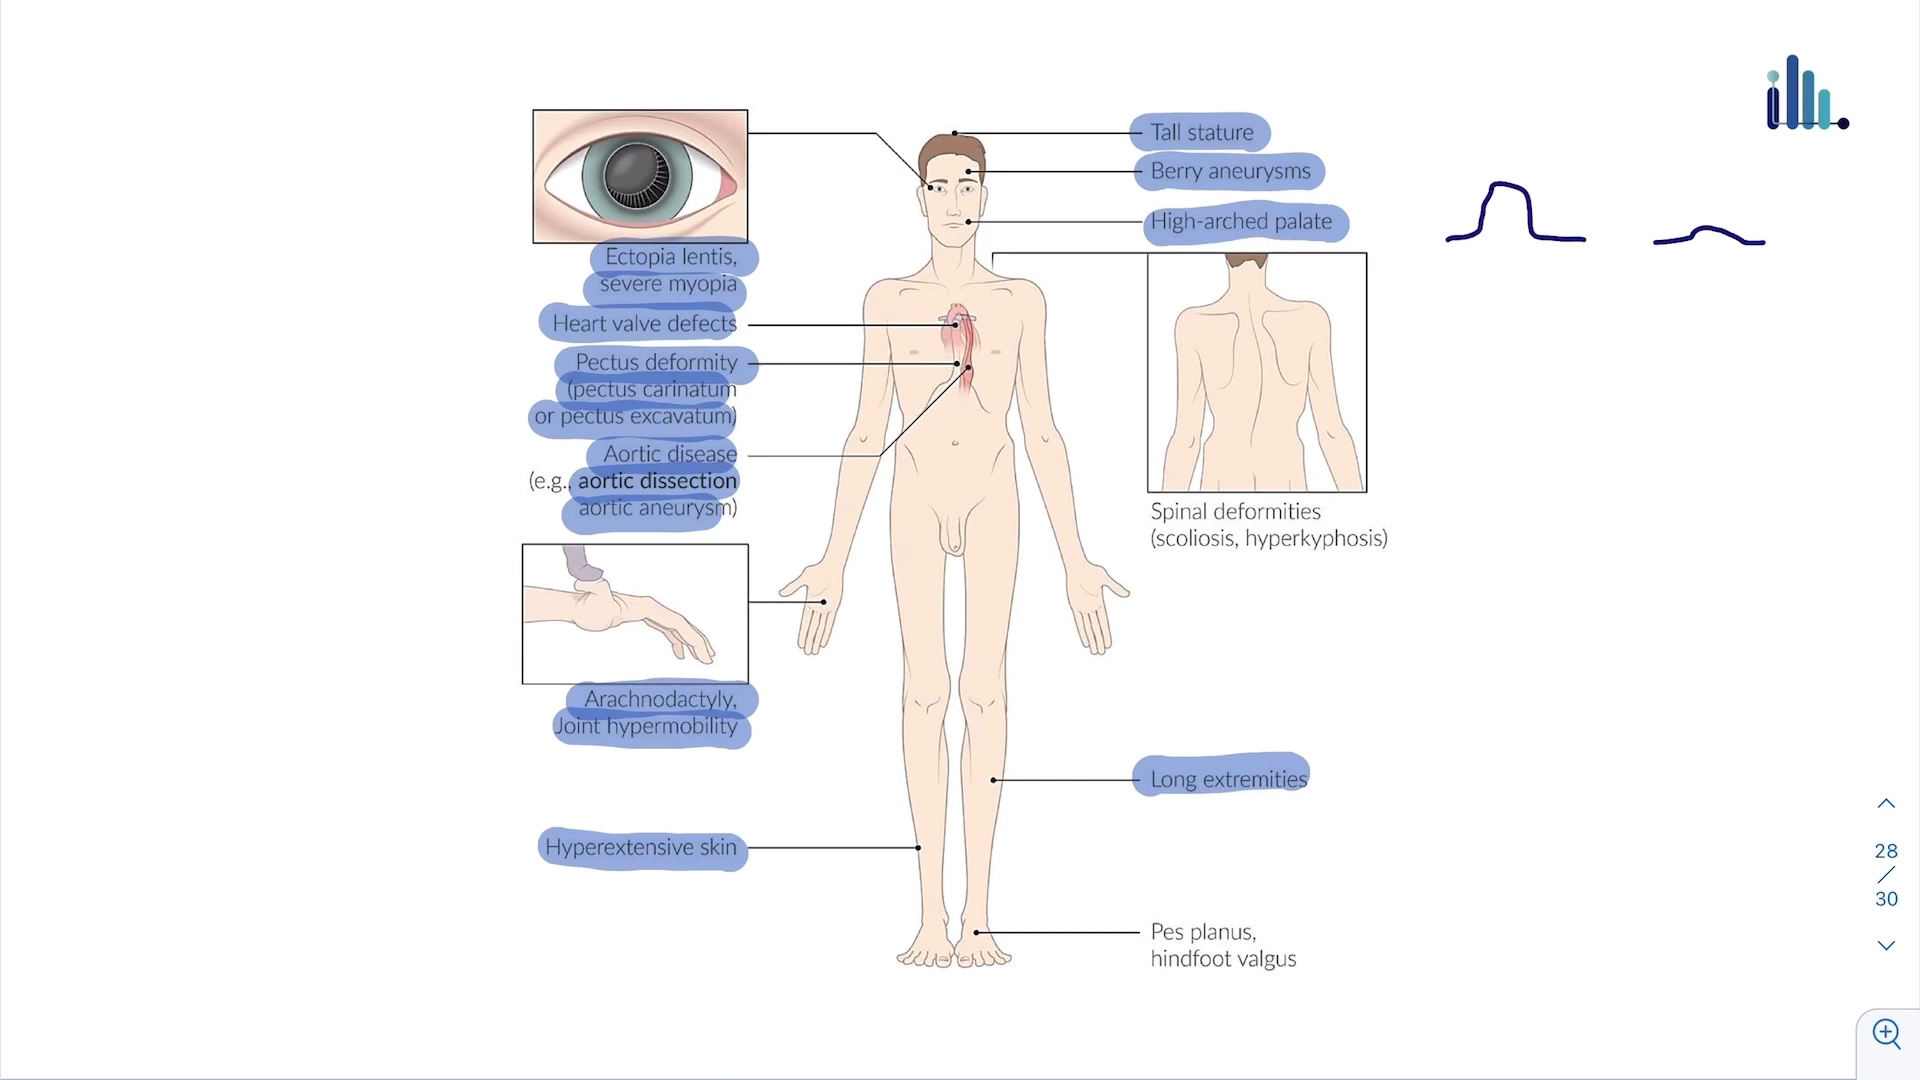 Tall stature
Berry aneurysms
High-arched palate
Ectopia lentis,
severe myopia
Heart valve defects
Pectus deformity
(pectus carinatum
or pectus excavatum)
Aortic disease
(e.g., aortic dissection
aortic aneurysm)
Arachnodactyly,
Joint hypermobility
Hyperextensive skin
Spinal deformities
(scoliosis, hyperkyphosis)
Long extremities
Pes planus,
hindfoot valgus
28
/
30